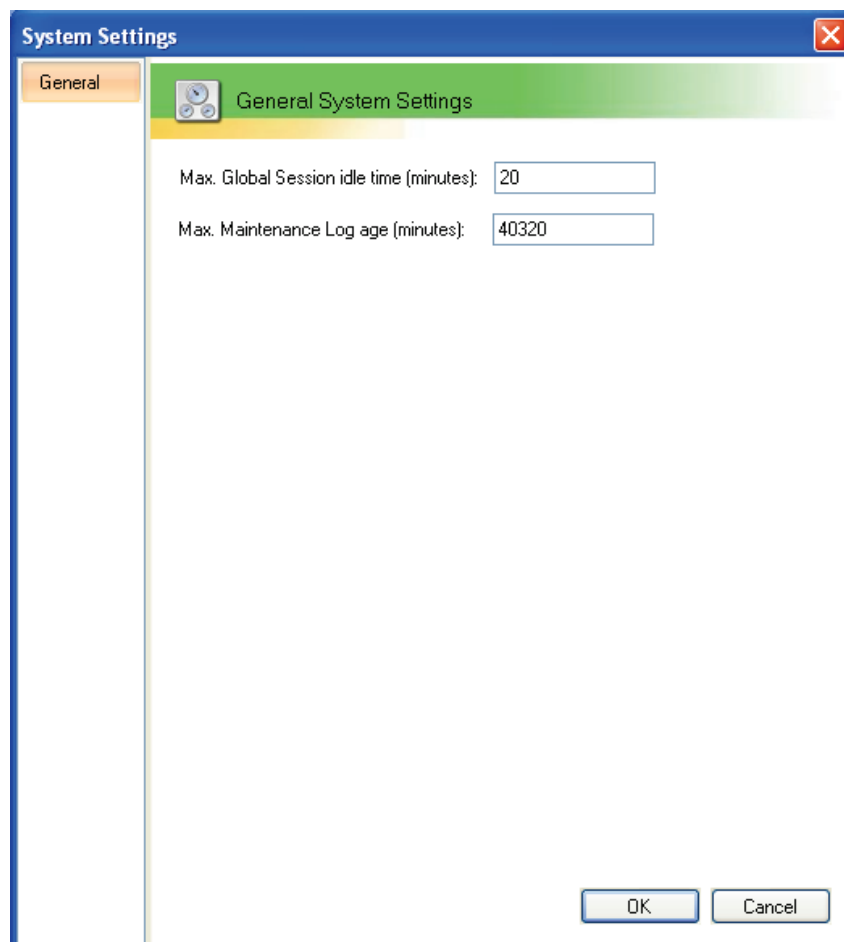 System Settings
General
General System Settings
Max. Global Session idle time (minutes): 20
Max. Maintenance Log age (minutes): 40320
OK Cancel